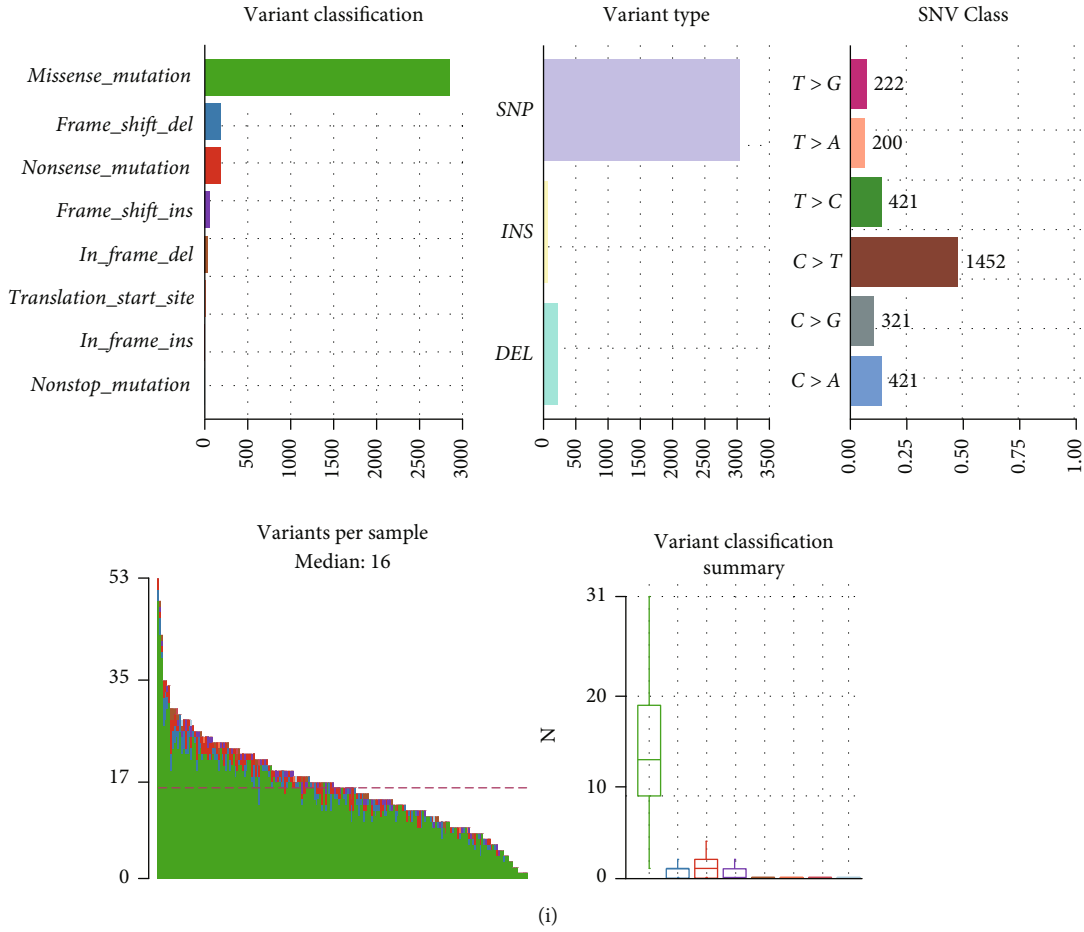 Variant classification
Missense_mutation
Frame_shift_del
Nonsense_mutation
Frame_shift_ins
In_frame_del
Translation_start_site
In_frame_ins
Nonstop_mutation
0
500
1000
1500
2000
2500
3000
Variant type
SNP
INS
DEL
0
500
1000
1500
2000
2500
3000
3500
SNV Class
T > G
222
T > A
200
T > C
421
C > T
1452
C > G
321
C > A
421
0.00
0.25
0.50
0.75
1.00
Variants per sample
Median: 16
53
35
17
0
Variant classification
summary
N
31
20
10
0
(i)